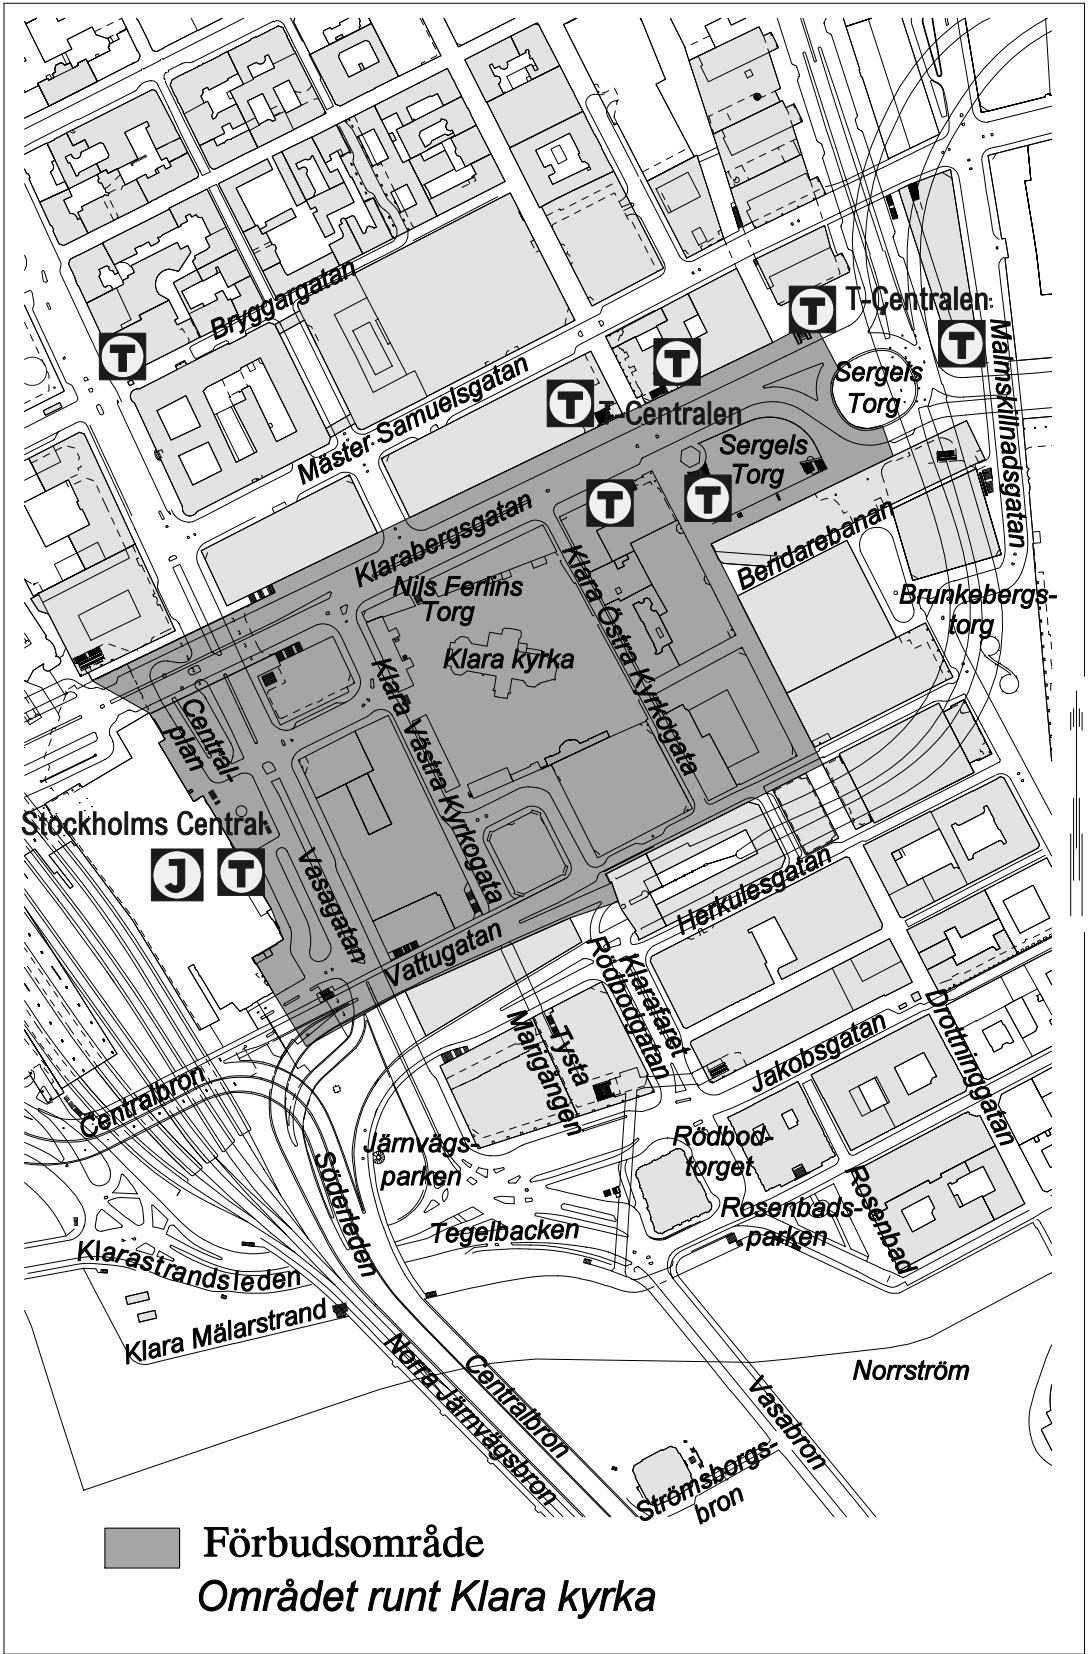 Bryggargatan
T
T
T-Centralen
T
Malmskillnadsgatan
Sergels
Torg
T
T
T-Centralen
Mäster Samuelsgatan
Sergels
Torg
T
T
Klarabergsgatan
Beridarebanan
Nils Ferlins
Torg
Klara Östra Kyrkogata
Brunkebergs-
torg
Klara kyrka
Klara Västra Kyrkogata
Central-
plan
Stockholms Central
J
T
Vasagatan
Vattugatan
Herkulesgatan
Rödbodgatan
Klarafaret
Tysta
Marigången
Jakobsgatan
Drottninggatan
Centralbron
Järnvägs-
parken
Söderleden
Rödbod-
torget
Rosenbads-
parken
Rosenbad
Tegelbacken
Klarastrandsleden
Klara Mälarstrand
Norra Järnvägsbron
Centralbron
Vasabron
Norrström
Strömsborgs-
bron
Förbudsområde
Området runt Klara kyrka